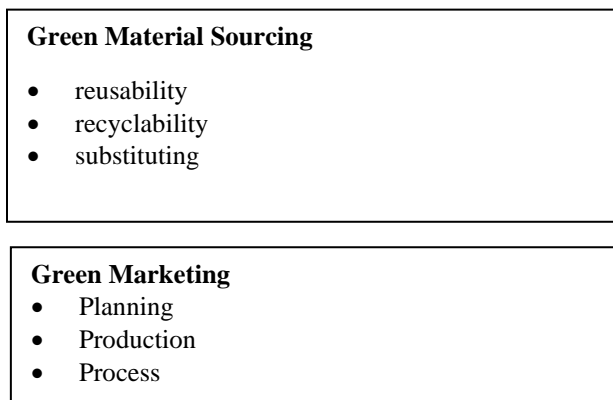 Green Material Sourcing
• reusability
• recyclability
• substituting
Green Marketing
• Planning
• Production
• Process